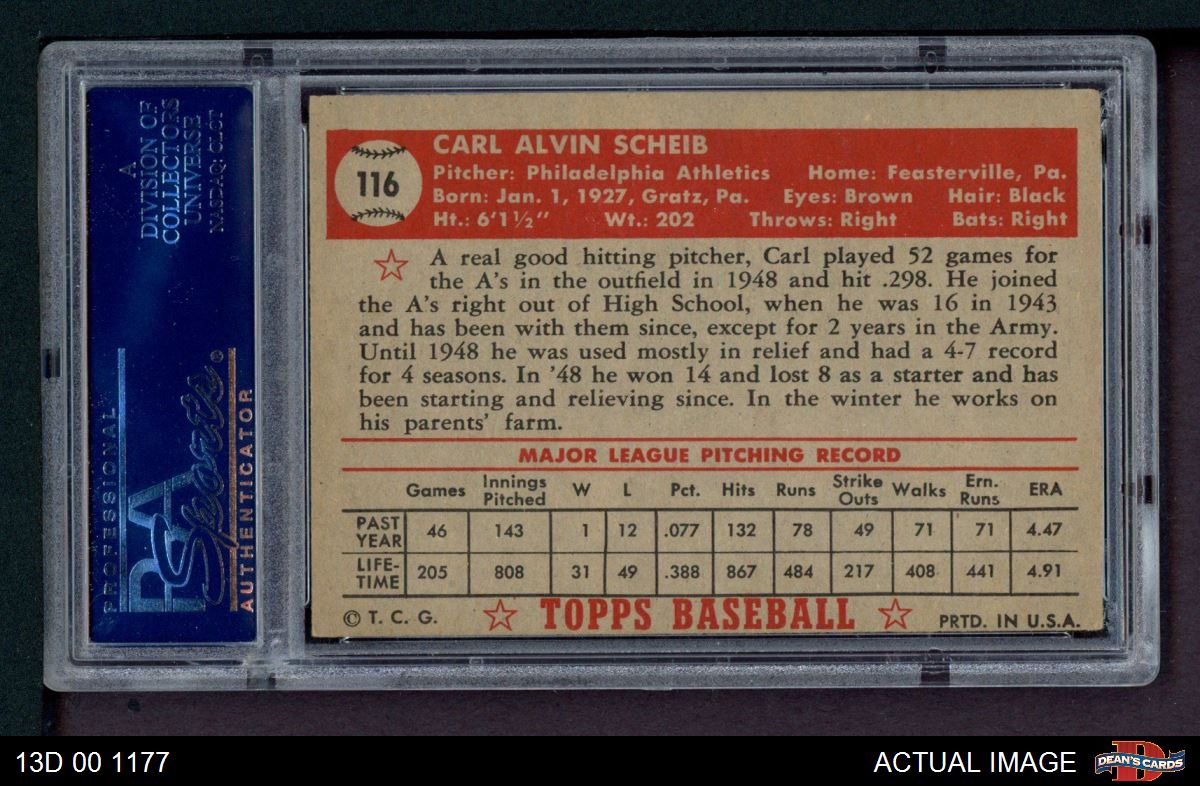 A
DIVISION OF
COLLECTORS
UNIVERSE
NASDAQ: CLCT
PROFESSIONAL
PSA
Sports®
AUTHENTICATOR
116
CARL ALVIN SCHEIB
Pitcher: Philadelphia Athletics Home: Feasterville, Pa.
Born: Jan. 1, 1927, Gratz, Pa. Eyes: Brown Hair: Black
Ht.: 6'1½" Wt.: 202 Throws: Right Bats: Right
A real good hitting pitcher, Carl played 52 games for
the A's in the outfield in 1948 and hit .298. He joined
the A's right out of High School, when he was 16 in 1943
and has been with them since, except for 2 years in the Army.
Until 1948 he was used mostly in relief and had a 4-7 record
for 4 seasons. In '48 he won 14 and lost 8 as a starter and has
been starting and relieving since. In the winter he works on
his parents' farm.
MAJOR LEAGUE PITCHING RECORD
Games Innings Pitched W L Pct. Hits Runs Strike Outs Walks Ern. Runs ERA
PAST YEAR 46 143 1 12 .077 132 78 49 71 71 4.47
LIFE-TIME 205 808 31 49 .388 867 484 217 408 441 4.91
© T. C. G. TOPPS BASEBALL PRTD. IN U.S.A.
13D 00 1177 ACTUAL IMAGE D DEAN'S CARDS